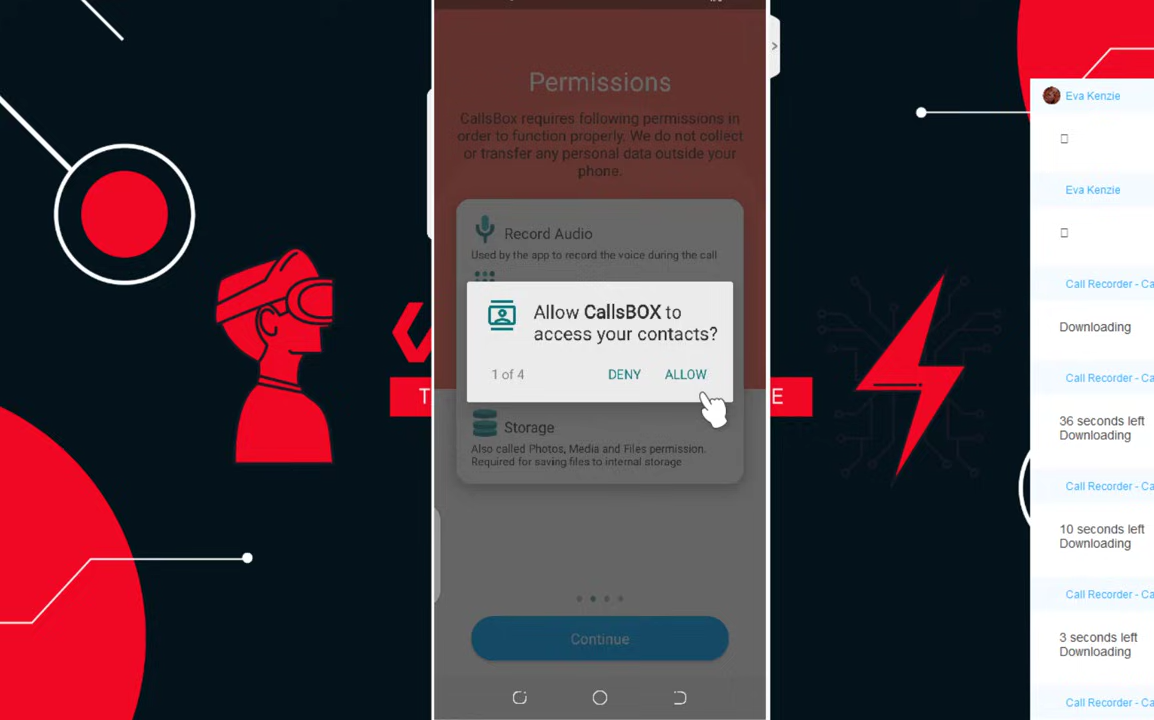 Permissions
CallsBox requires following permissions in
order to function properly. We do not collect
or transfer any personal data outside your
phone.
Record Audio
Used by the app to record the voice during the call
Allow CallsBOX to
access your contacts?
1 of 4
DENY
ALLOW
T
E
Storage
Also called Photos, Media and Files permission.
Required for saving files to internal storage
Continue
Eva Kenzie
Eva Kenzie
Call Recorder - Ca
Downloading
Call Recorder - Ca
36 seconds left
Downloading
Call Recorder - Ca
10 seconds left
Downloading
Call Recorder - Ca
3 seconds left
Downloading
Call Recorder - Ca